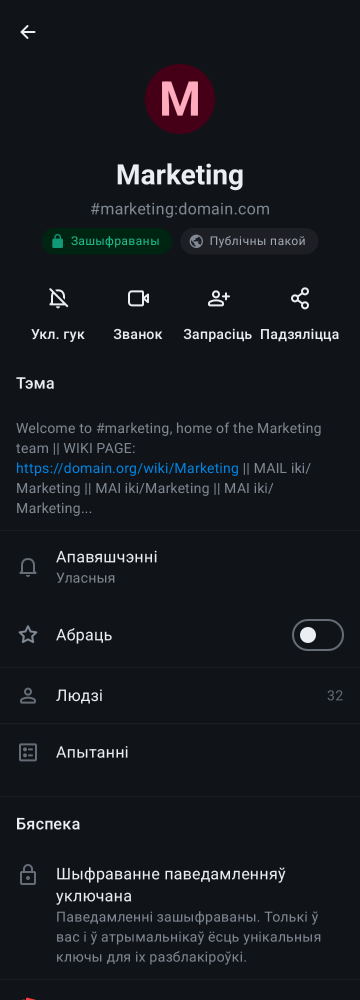 M
Marketing
#marketing:domain.com
Зашыфраваны
Публічны пакой
Укл. гук
Званок
Запрасіць
Падзяліцца
Тэма
Welcome to #marketing, home of the Marketing
team || WIKI PAGE:
https://domain.org/wiki/Marketing || MAIL iki/
Marketing || MAI iki/Marketing || MAI iki/
Marketing...
Апавяшчэнні
Уласныя
Абраць
Людзі
32
Апытанні
Бяспека
Шыфраванне паведамленняў
уключана
Паведамленні зашыфраваны. Толькі ў
вас і ў атрымальнікаў ёсць унікальныя
ключы для іх разблакіроўкі.